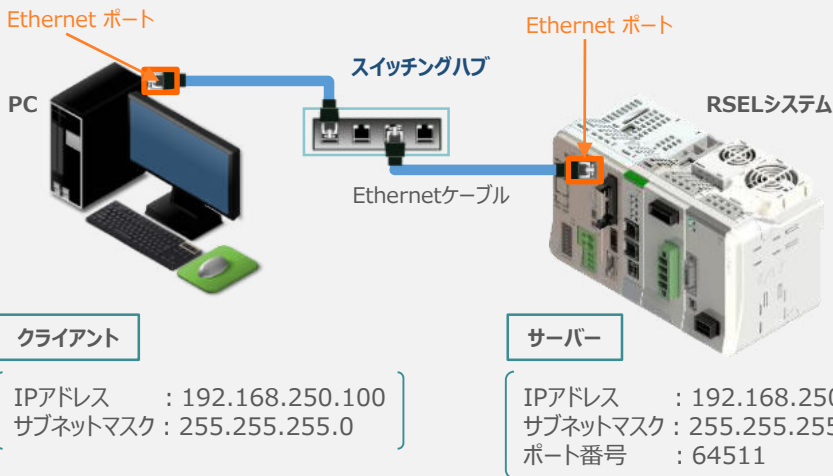 Ethernet ポート
Ethernet ポート
スイッチングハブ
PC
RSELシステム
Ethernetケーブル
クライアント
IPアドレス : 192.168.250.100
サブネットマスク : 255.255.255.0
サーバー
IPアドレス : 192.168.250
サブネットマスク : 255.255.255
ポート番号 : 64511